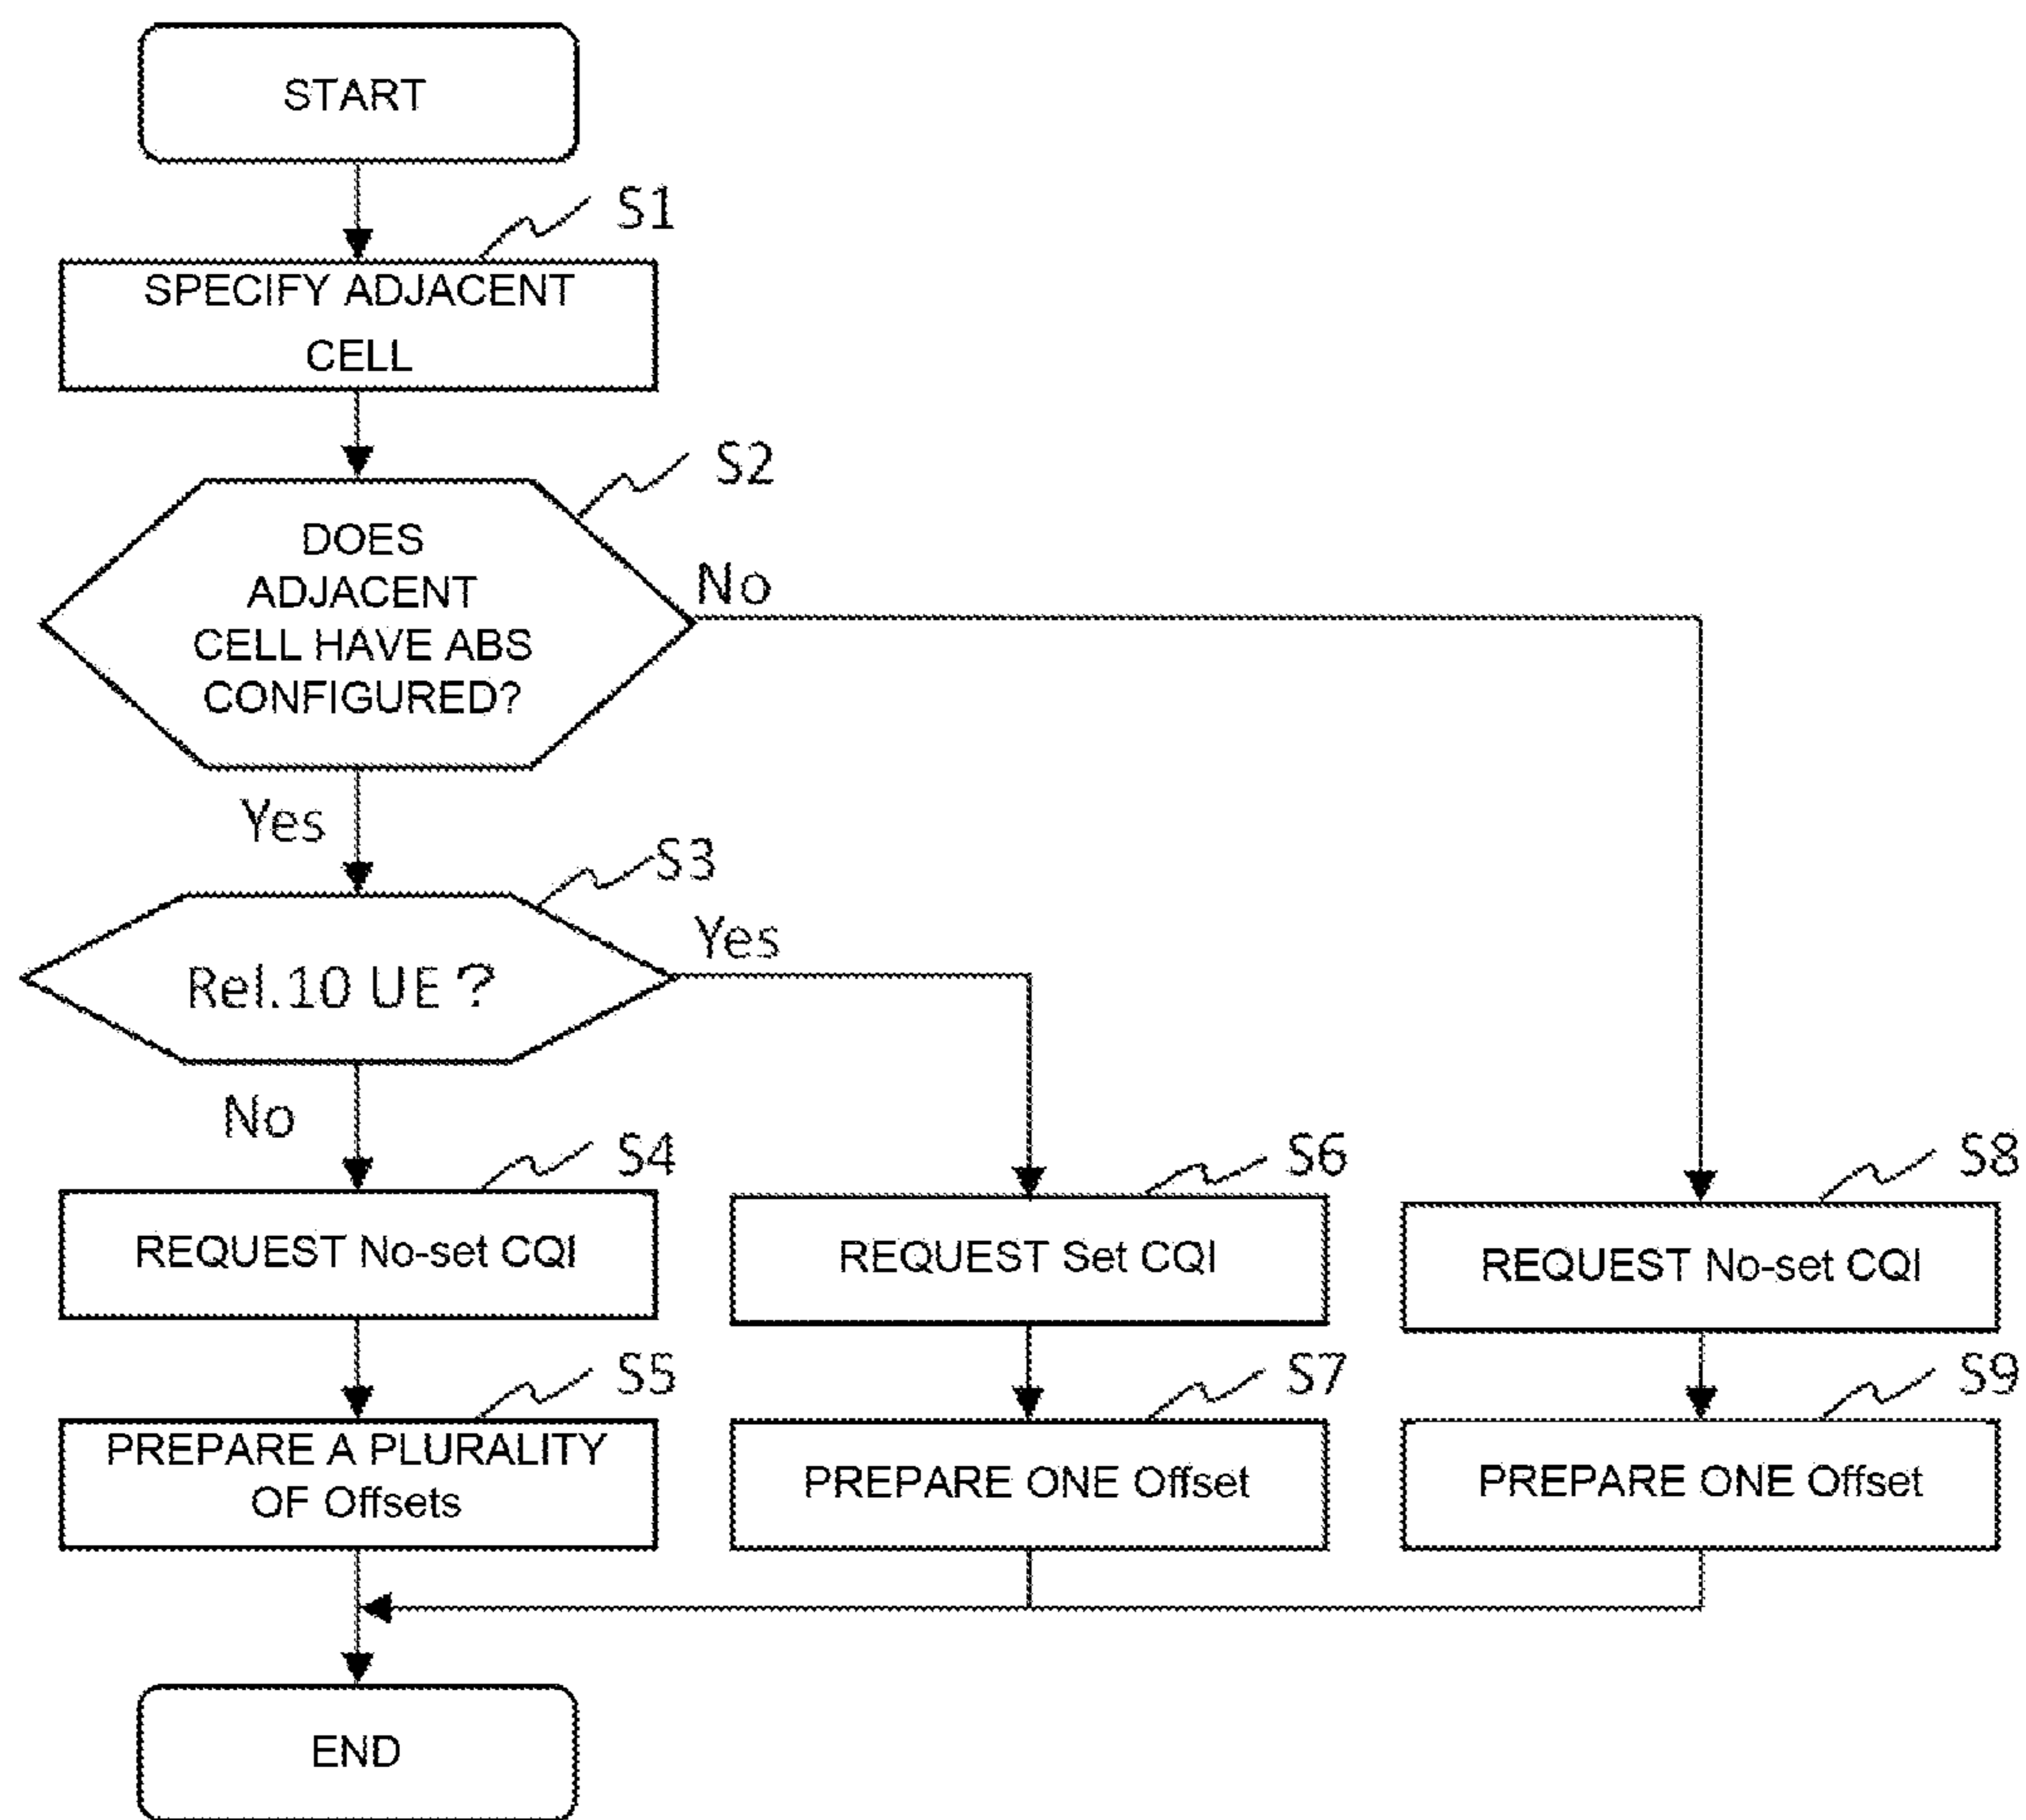 START
S1
SPECIFY ADJACENT
CELL
S2
DOES
ADJACENT
CELL HAVE ABS
CONFIGURED?
No
Yes
S3
Rel.10 UE ?
Yes
No
S4
REQUEST No-set CQI
S6
REQUEST Set CQI
S8
REQUEST No-set CQI
S5
PREPARE A PLURALITY
OF Offsets
S7
PREPARE ONE Offset
S9
PREPARE ONE Offset
END